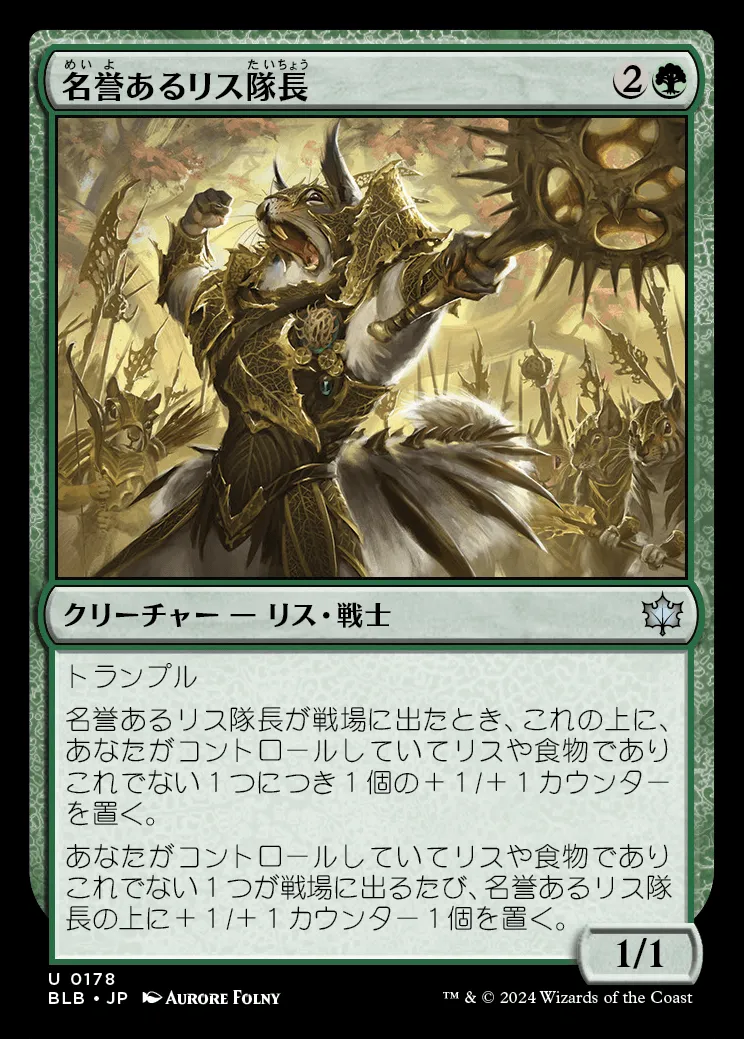 めいよ たいちょう
名誉あるリス隊長 2
クリーチャー — リス・戦士
トランプル
名誉あるリス隊長が戦場に出たとき、これの上に、
あなたがコントロールしていてリスや食物であり
これでない1つにつき1個の+1/+1カウンター
を置く。
あなたがコントロールしていてリスや食物であり
これでない1つが戦場に出るたび、名誉あるリス隊
長の上に+1/+1カウンター1個を置く。
1/1
U 0178
BLB • JP AURORE FOLNY ™ & © 2024 Wizards of the Coast